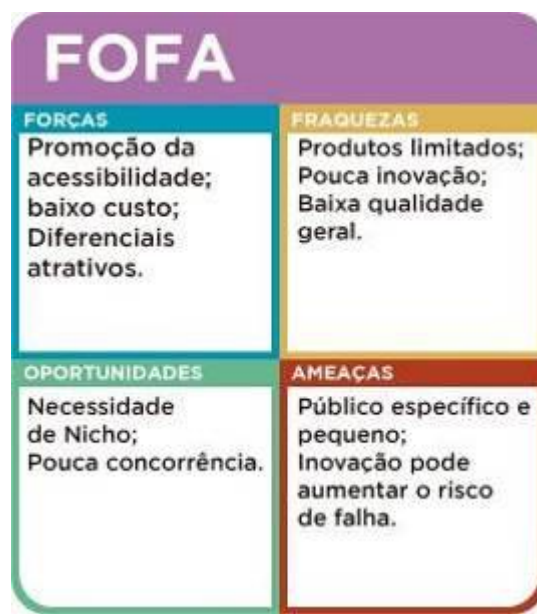 FOFA
FORÇAS
Promoção da
acessibilidade;
baixo custo;
Diferenciais
atrativos.
FRAQUEZAS
Produtos limitados;
Pouca inovação;
Baixa qualidade
geral.
OPORTUNIDADES
Necessidade
de Nicho;
Pouca concorrência.
AMEAÇAS
Público específico e
pequeno;
Inovação pode
aumentar o risco
de falha.